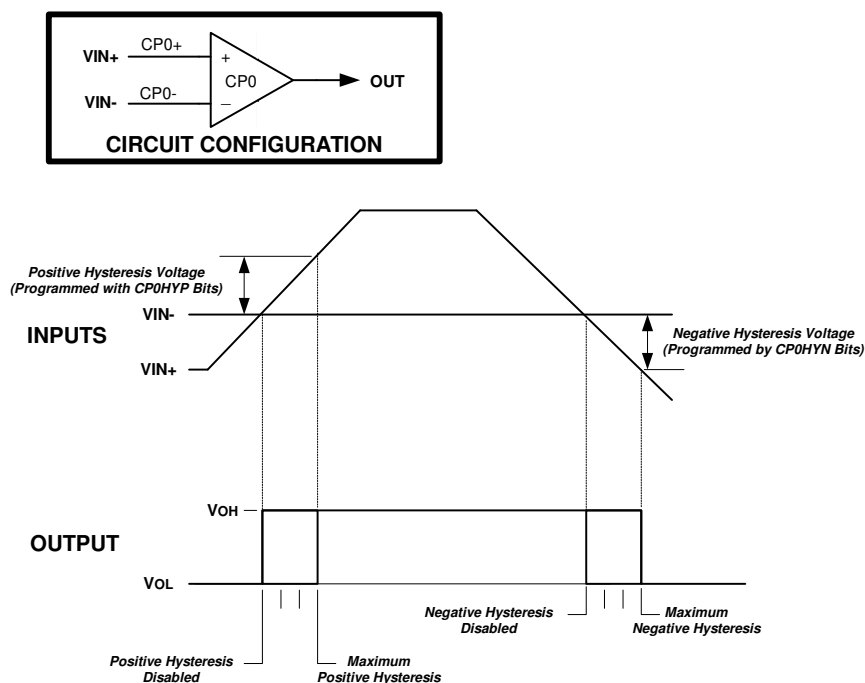 VIN+
CP0+
+
CP0
OUT
VIN-
CP0-
–
CIRCUIT CONFIGURATION
Positive Hysteresis Voltage
(Programmed with CP0HYP Bits)
VIN-
INPUTS
Negative Hysteresis Voltage
(Programmed by CP0HYN Bits)
VIN+
VOH
OUTPUT
VOL
Negative Hysteresis
Disabled
Maximum
Negative Hysteresis
Positive Hysteresis
Disabled
Maximum
Positive Hysteresis